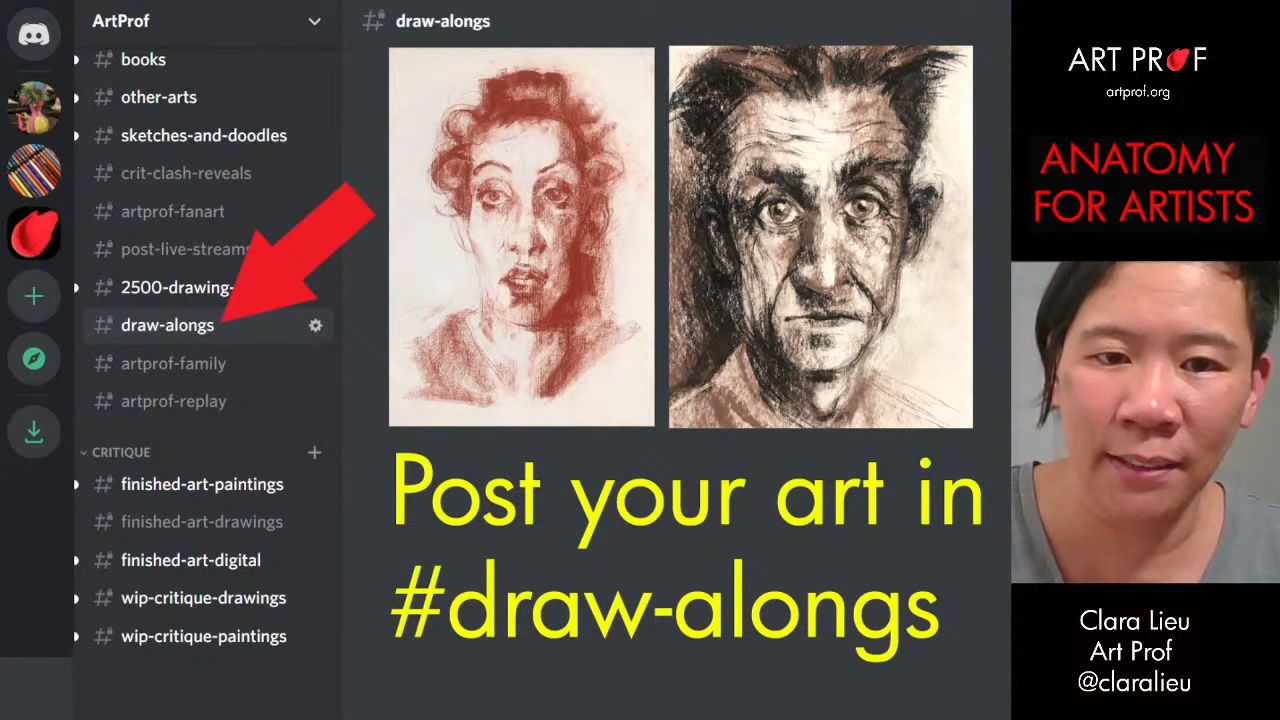 ArtProf
books
other-arts
sketches-and-doodles
crit-clash-reveals
artprof-fanart
post-live-streams
2500-drawing-
draw-alongs
artprof-family
artprof-replay
CRITIQUE
finished-art-paintings
finished-art-drawings
finished-art-digital
wip-critique-drawings
wip-critique-paintings
draw-alongs
Post your art in
#draw-alongs
ART PROF
artprof.org
ANATOMY
FOR ARTISTS
Clara Lieu
Art Prof
@claralieu